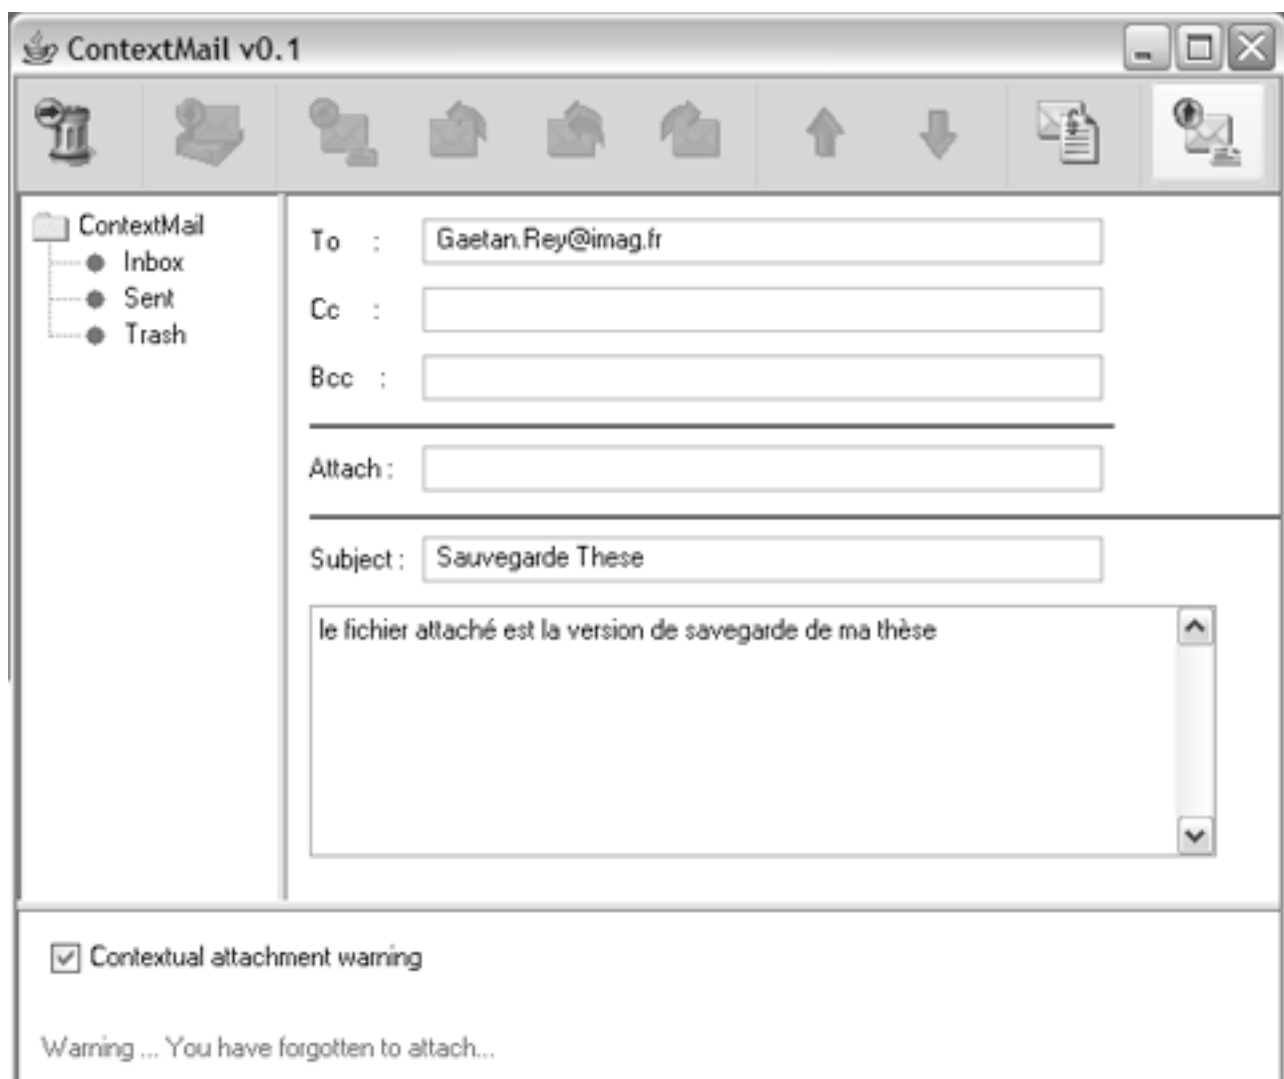 ContextMail v0.1
ContextMail
Inbox
Sent
Trash
To :
Gaetan.Rey@imag.fr
Cc :
Bcc :
Attach :
Subject :
Sauvegarde These
le fichier attaché est la version de savegarde de ma thèse
Contextual attachment warning
Warning ... You have forgotten to attach...